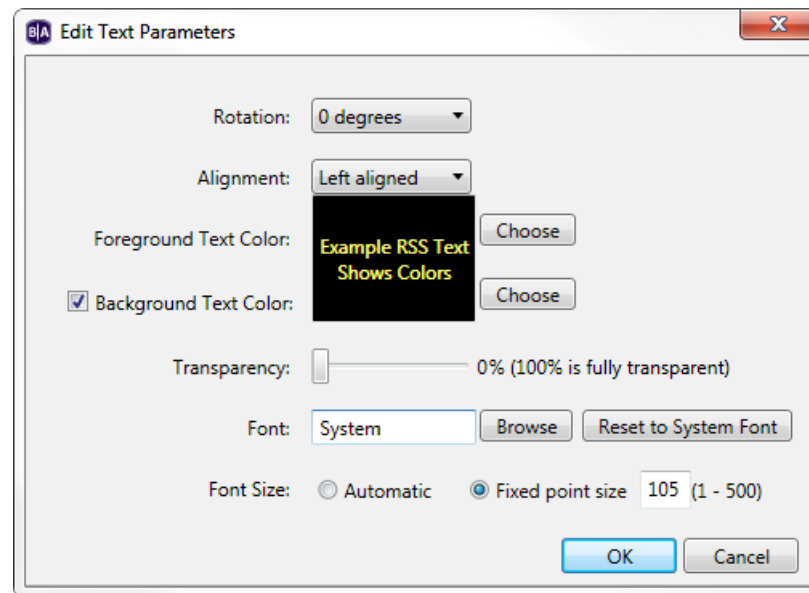 B|A Edit Text Parameters
Rotation: 0 degrees
Alignment: Left aligned
Foreground Text Color: Choose
Example RSS Text
Shows Colors
Background Text Color: Choose
Transparency: 0% (100% is fully transparent)
Font: System Browse Reset to System Font
Font Size: Automatic Fixed point size 105 (1 - 500)
OK Cancel